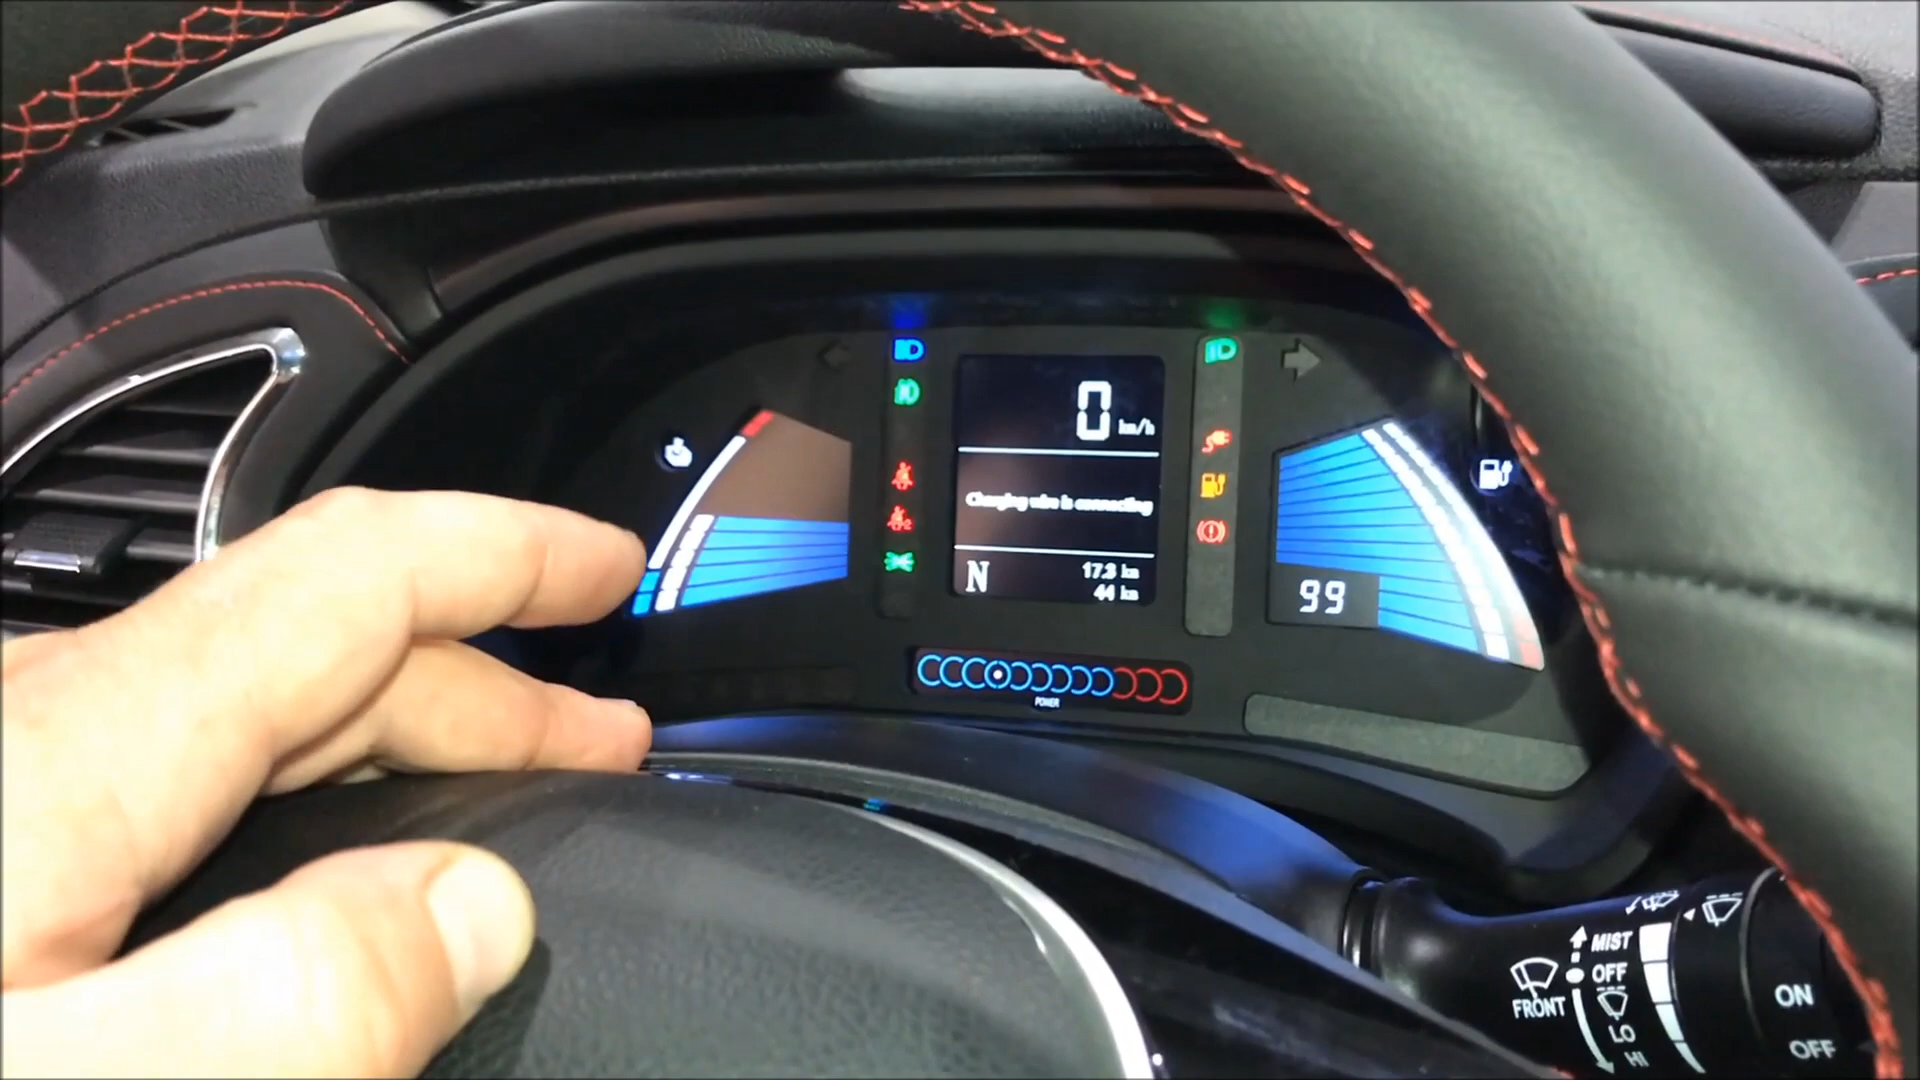 0 km/h
Charging wire is connecting
N
17.3 km
44 km
99
POWER
MIST
OFF
FRONT
LO
HI
ON
OFF